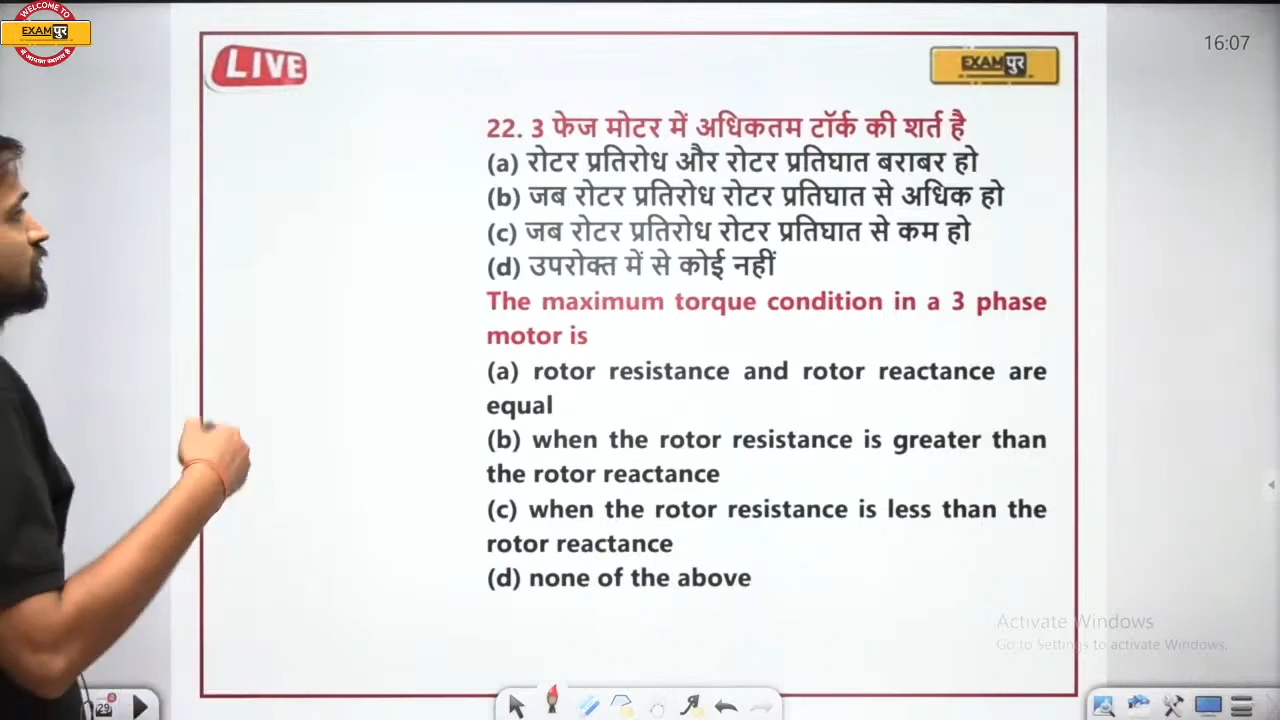 WELCOME TO
EXAMपुर
LIVE
EXAMपुर
16:07
22. 3 फेज मोटर में अधिकतम टॉर्क की शर्त है
(a) रोटर प्रतिरोध और रोटर प्रतिघात बराबर हो
(b) जब रोटर प्रतिरोध रोटर प्रतिघात से अधिक हो
(c) जब रोटर प्रतिरोध रोटर प्रतिघात से कम हो
(d) उपरोक्त में से कोई नहीं
The maximum torque condition in a 3 phase
motor is
(a) rotor resistance and rotor reactance are
equal
(b) when the rotor resistance is greater than
the rotor reactance
(c) when the rotor resistance is less than the
rotor reactance
(d) none of the above
Activate Windows
Go to Settings to activate Windows.
29